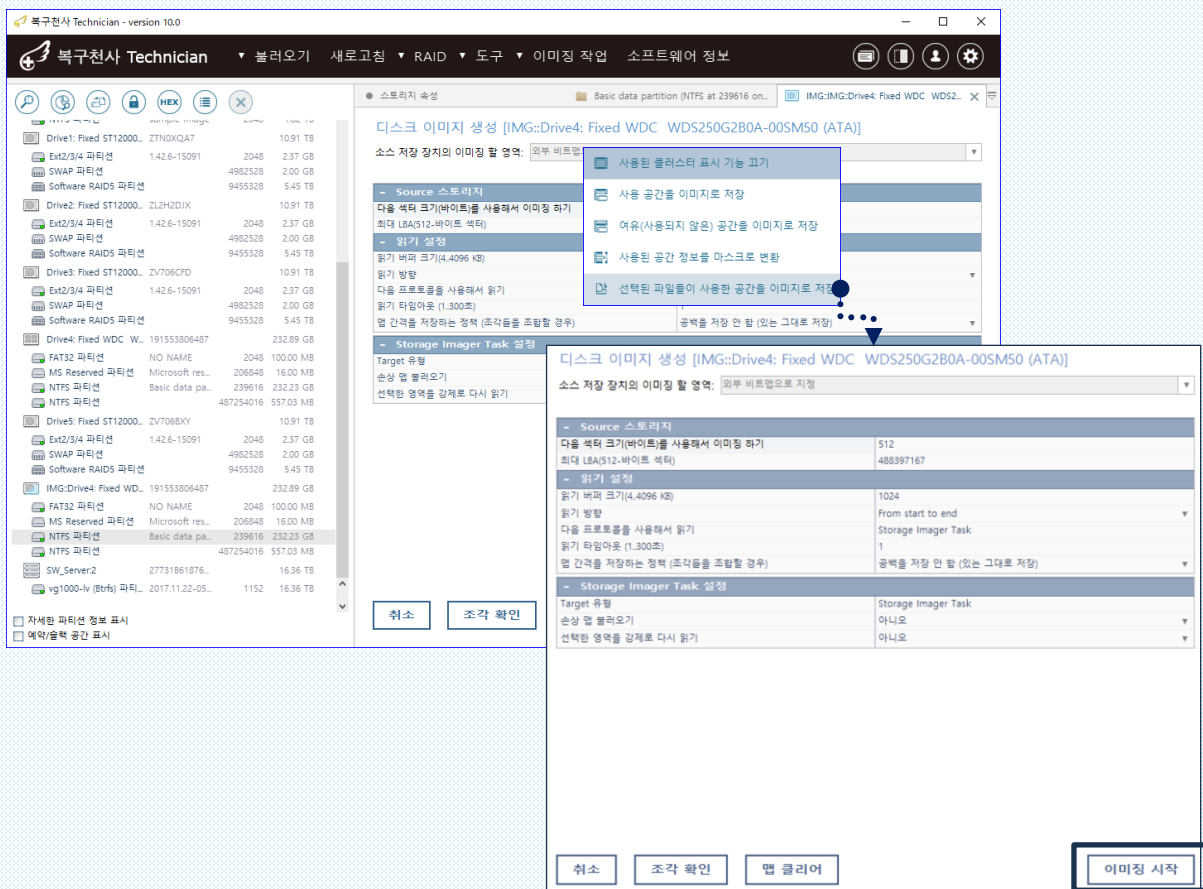 복구천사 Technician - version 10.0
복구천사 Technician ▼ 불러오기 새로고침 ▼ RAID ▼ 도구 ▼ 이미징 작업 소프트웨어 정보
HEX
Drive1: Fixed ST12000... ZTN0XQA7 10.91 TB
Ext2/3/4 파티션 1.42.6-15091 2048 2.37 GB
SWAP 파티션 4982528 2.00 GB
Software RAID5 파티션 9455328 5.45 TB
Drive2: Fixed ST12000... ZL2H2DJX 10.91 TB
Ext2/3/4 파티션 1.42.6-15091 2048 2.37 GB
SWAP 파티션 4982528 2.00 GB
Software RAID5 파티션 9455328 5.45 TB
Drive3: Fixed ST12000... ZV706CFD 10.91 TB
Ext2/3/4 파티션 1.42.6-15091 2048 2.37 GB
SWAP 파티션 4982528 2.00 GB
Software RAID5 파티션 9455328 5.45 TB
Drive4: Fixed WDC W... 191553806487 232.89 GB
FAT32 파티션 NO NAME 2048 100.00 MB
MS Reserved 파티션 Microsoft res... 206848 16.00 MB
NTFS 파티션 Basic data pa... 239616 232.23 GB
NTFS 파티션 487254016 557.03 MB
Drive5: Fixed ST12000... ZV706BXY 10.91 TB
Ext2/3/4 파티션 1.42.6-15091 2048 2.37 GB
SWAP 파티션 4982528 2.00 GB
Software RAID5 파티션 9455328 5.45 TB
IMG:Drive4: Fixed WD... 191553806487 232.89 GB
FAT32 파티션 NO NAME 2048 100.00 MB
MS Reserved 파티션 Microsoft res... 206848 16.00 MB
NTFS 파티션 Basic data pa... 239616 232.23 GB
NTFS 파티션 487254016 557.03 MB
SW_Server:2 27731B61876... 16.36 TB
vg1000-lv (Btrfs) 파티... 2017.11.22-05... 1152 16.36 TB
자세한 파티션 정보 표시
예약/슬랙 공간 표시
스토리지 속성 Basic data partition (NTFS at 239616 on... IMG:IMG:Drive4: Fixed WDC WDS2...
디스크 이미지 생성 [IMG::Drive4: Fixed WDC WDS250G2B0A-00SM50 (ATA)]
소스 저장 장치의 이미징 할 영역: 외부 비트맵
사용된 클러스터 표시 기능 끄기
사용 공간을 이미지로 저장
여유(사용되지 않은) 공간을 이미지로 저장
사용된 공간 정보를 마스크로 변환
선택된 파일들이 사용한 공간을 이미지로 저장
– Source 스토리지
다음 섹터 크기(바이트)를 사용해서 이미징 하기
최대 LBA(512-바이트 섹터)
– 읽기 설정
읽기 버퍼 크기(4..4096 KB)
읽기 방향
다음 프로토콜을 사용해서 읽기
읽기 타임아웃 (1..300초) 1
맵 간격을 저장하는 정책 (조각들을 조합할 경우) 공백을 저장 안 함 (있는 그대로 저장)
– Storage Imager Task 설정
Target 유형
손상 맵 불러오기
선택한 영역을 강제로 다시 읽기
취소 조각 확인
디스크 이미지 생성 [IMG::Drive4: Fixed WDC WDS250G2B0A-00SM50 (ATA)]
소스 저장 장치의 이미징 할 영역: 외부 비트맵으로 지정
– Source 스토리지
다음 섹터 크기(바이트)를 사용해서 이미징 하기 512
최대 LBA(512-바이트 섹터) 488397167
– 읽기 설정
읽기 버퍼 크기(4..4096 KB) 1024
읽기 방향 From start to end
다음 프로토콜을 사용해서 읽기 Storage Imager Task
읽기 타임아웃 (1..300초) 1
맵 간격을 저장하는 정책 (조각들을 조합할 경우) 공백을 저장 안 함 (있는 그대로 저장)
– Storage Imager Task 설정
Target 유형 Storage Imager Task
손상 맵 불러오기 아니오
선택한 영역을 강제로 다시 읽기 아니오
취소 조각 확인 맵 클리어 이미징 시작